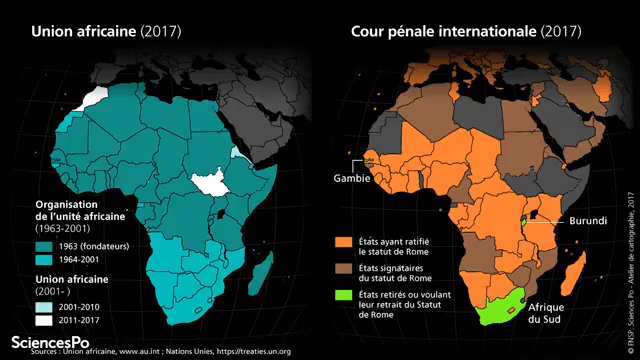 Union africaine (2017)
Organisation
de l'unité africaine
(1963-2001)
1963 (fondateurs)
1964-2001
Union africaine
(2001- )
2001-2010
2011-2017
SciencesPo
Sources : Union africaine, www.au.int ; Nations Unies, https://treaties.un.org
Cour pénale internationale (2017)
Gambie
Burundi
États ayant ratifié
le statut de Rome
États signataires
du statut de Rome
États retirés ou voulant
leur retrait du Statut
de Rome
Afrique
du Sud
© FNSP. Sciences Po - Atelier de cartographie, 2017